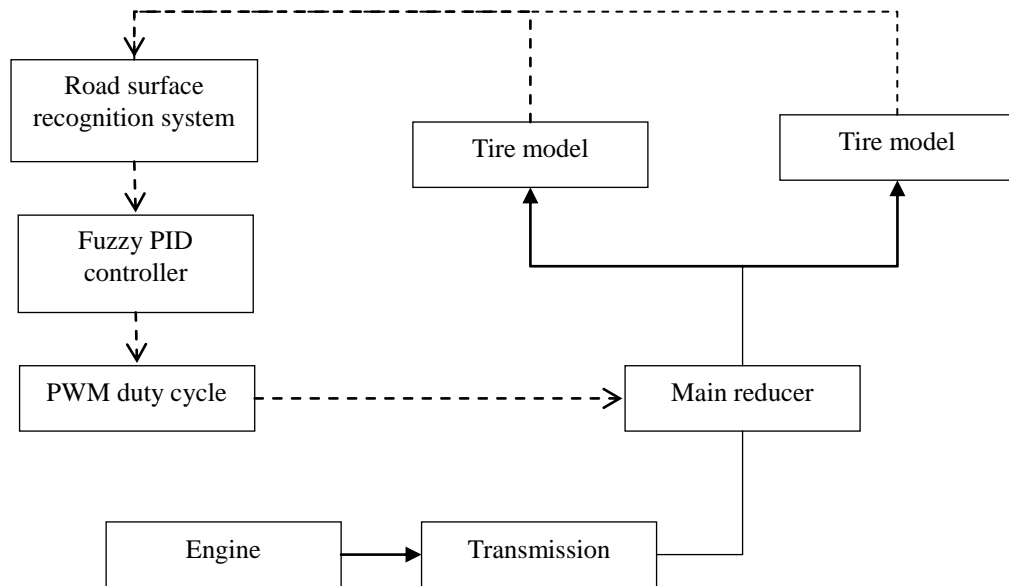 Road surface
recognition system
Tire model
Tire model
Fuzzy PID
controller
PWM duty cycle
Main reducer
Engine
Transmission